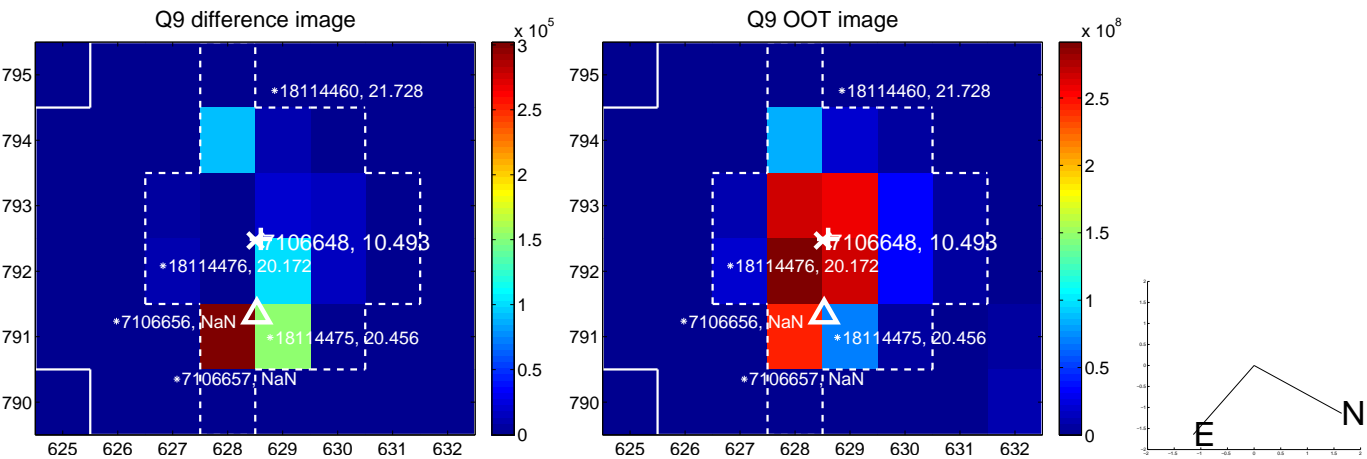 Q9 difference image
x 10^5
795
794
793
792
791
790
625 626 627 628 629 630 631 632
*18114460, 21.728
7106648, 10.493
*18114476, 20.172
*7106656, NaN
*18114475, 20.456
*7106657, NaN
3
2.5
2
1.5
1
0.5
0
Q9 OOT image
x 10^8
795
794
793
792
791
790
625 626 627 628 629 630 631 632
*18114460, 21.728
7106648, 10.493
*18114476, 20.172
*7106656, NaN
*18114475, 20.456
*7106657, NaN
2.5
2
1.5
1
0.5
0
N
E